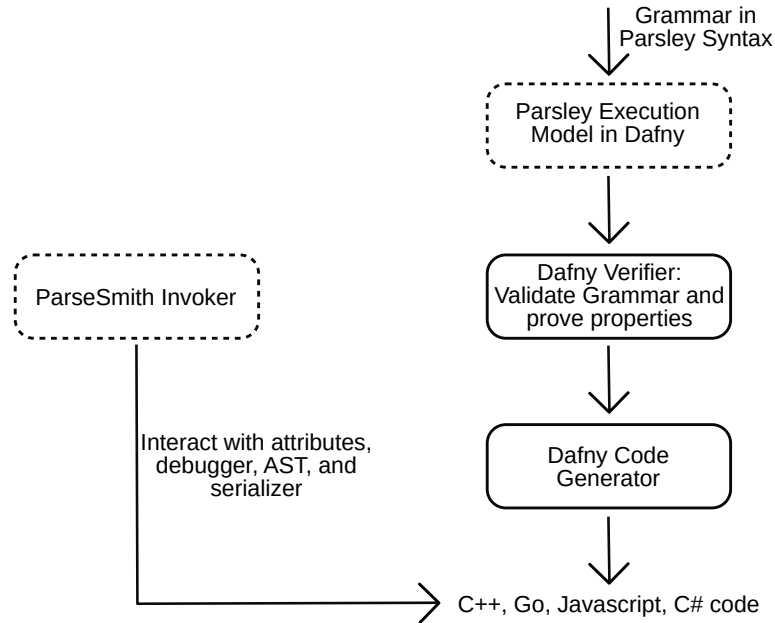 Grammar in
Parsley Syntax
Parsley Execution
Model in Dafny
Dafny Verifier:
Validate Grammar and
prove properties
ParseSmith Invoker
Interact with attributes,
debugger, AST, and
serializer
Dafny Code
Generator
C++, Go, Javascript, C# code